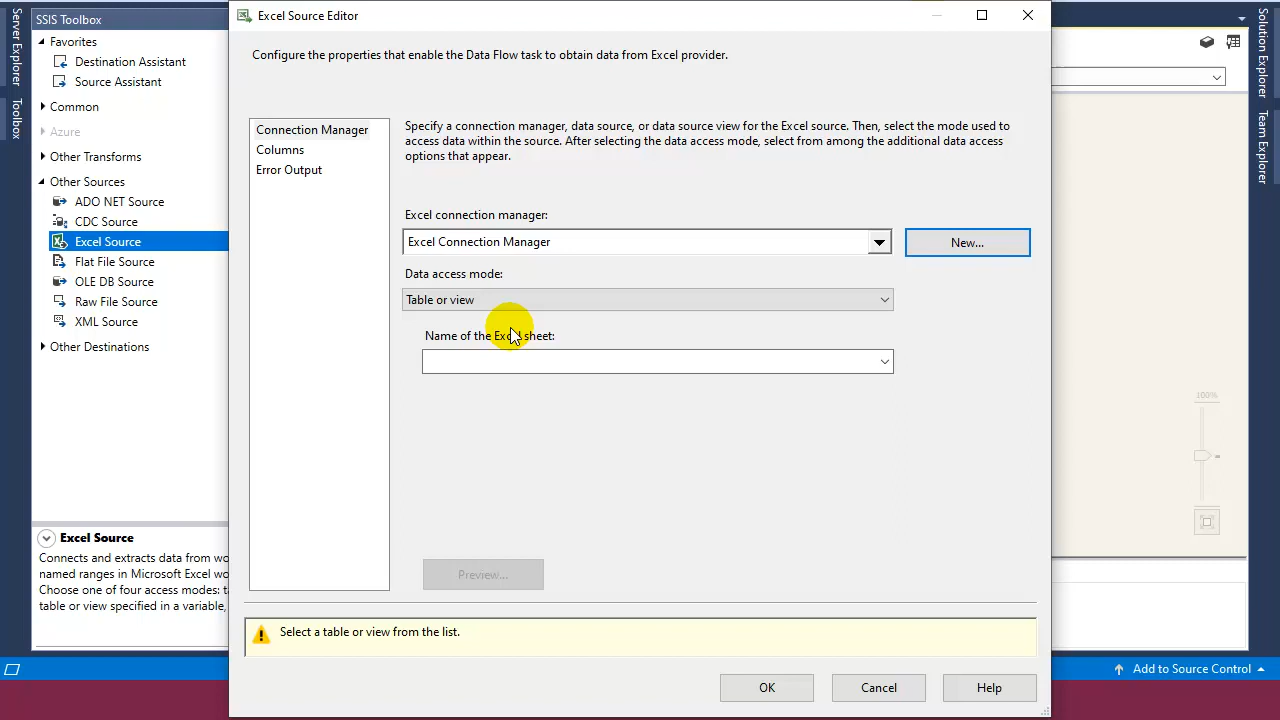 Excel Source Editor
Server Explorer
Toolbox
SSIS Toolbox
Favorites
Destination Assistant
Source Assistant
Common
Azure
Other Transforms
Other Sources
ADO NET Source
CDC Source
Excel Source
Flat File Source
OLE DB Source
Raw File Source
XML Source
Other Destinations
Excel Source
Connects and extracts data from
named ranges in Microsoft Excel
Choose one of four access modes:
table or view specified in a variable,
Configure the properties that enable the Data Flow task to obtain data from Excel provider.
Connection Manager
Columns
Error Output
Specify a connection manager, data source, or data source view for the Excel source. Then, select the mode used to
access data within the source. After selecting the data access mode, select from among the additional data access
options that appear.
Excel connection manager:
Excel Connection Manager
New...
Data access mode:
Table or view
Name of the Excel sheet:
Preview...
Select a table or view from the list.
OK
Cancel
Help
Solution Explorer
Team Explorer
100%
Add to Source Control